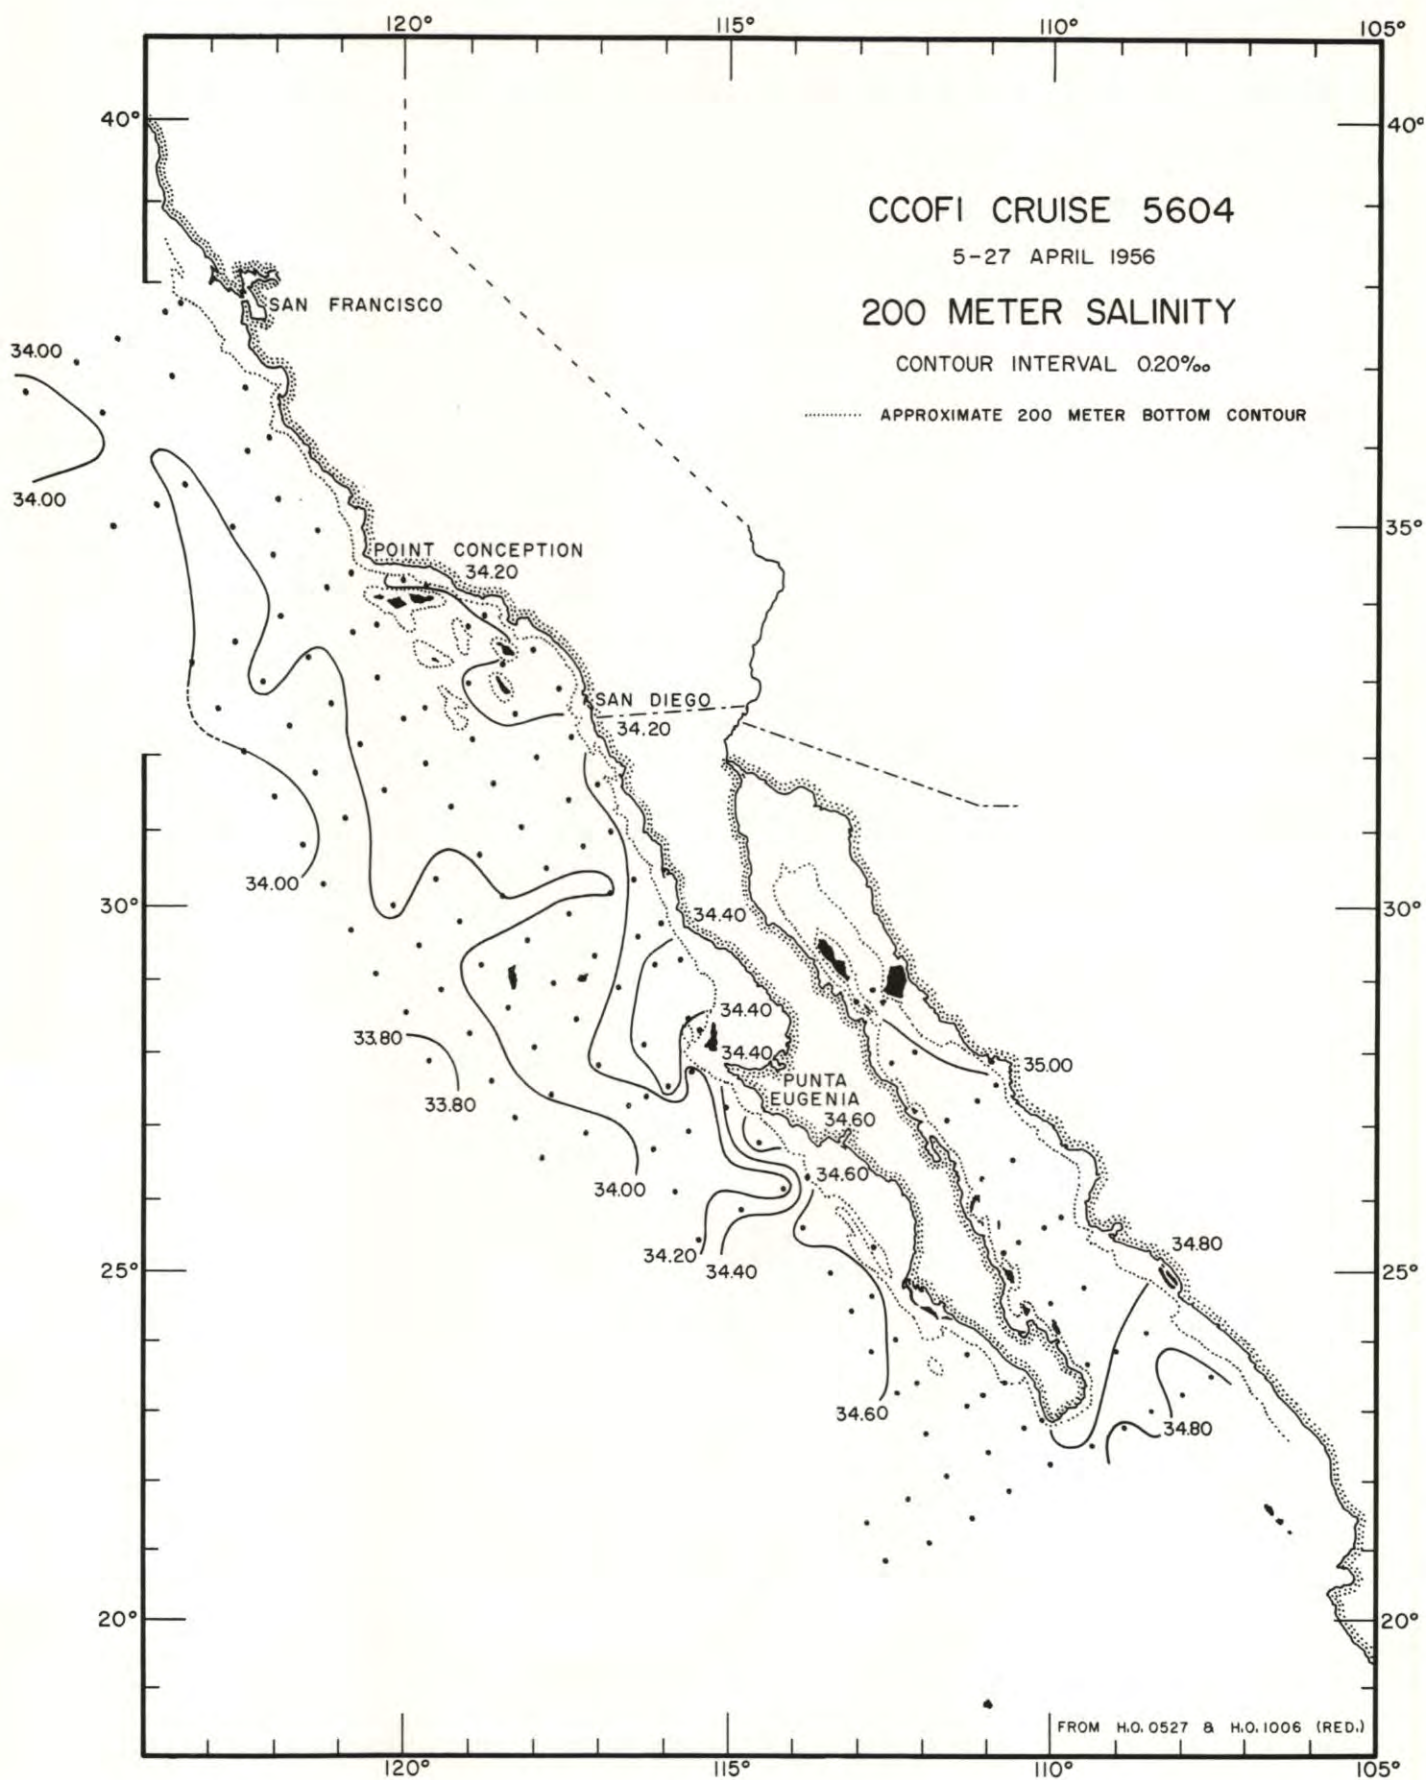 120° 115° 110° 105°
40° 40°
CCOFI CRUISE 5604
5-27 APRIL 1956
200 METER SALINITY
CONTOUR INTERVAL 0.20‰
APPROXIMATE 200 METER BOTTOM CONTOUR
SAN FRANCISCO
34.00
34.00
35°
POINT CONCEPTION
34.20
SAN DIEGO
34.20
34.00
30° 30°
34.40
34.40
33.80
34.40
35.00
PUNTA
EUGENIA
33.80
34.60
34.60
34.00
34.80
34.20
34.40
25° 25°
34.60
34.80
20° 20°
FROM H.O. 0527 & H.O. 1006 (RED.)
120° 115° 110° 105°